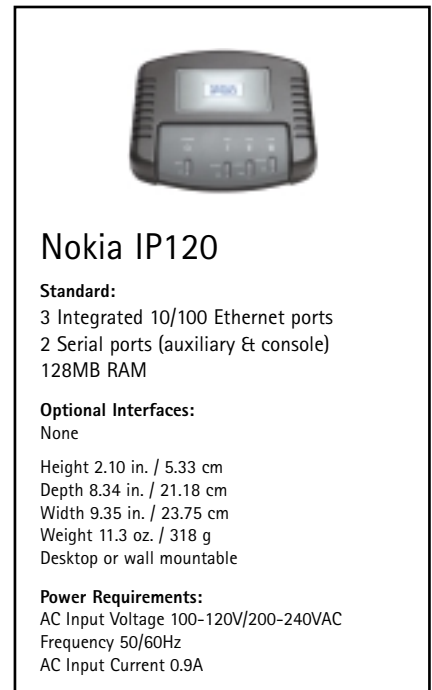 Nokia IP120
Standard:
3 Integrated 10/100 Ethernet ports
2 Serial ports (auxiliary & console)
128MB RAM
Optional Interfaces:
None
Height 2.10 in. / 5.33 cm
Depth 8.34 in. / 21.18 cm
Width 9.35 in. / 23.75 cm
Weight 11.3 oz. / 318 g
Desktop or wall mountable
Power Requirements:
AC Input Voltage 100-120V/200-240VAC
Frequency 50/60Hz
AC Input Current 0.9A